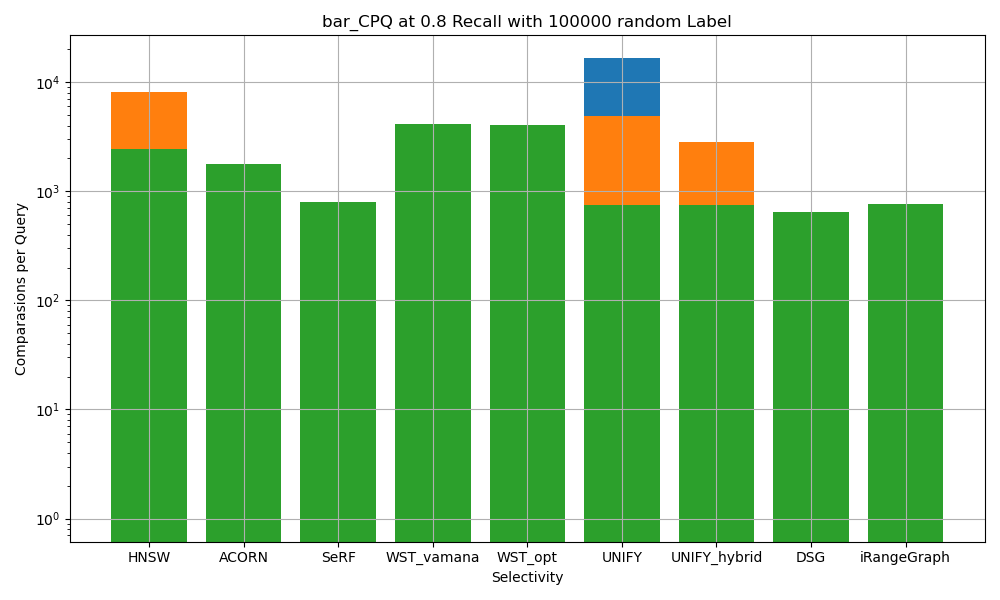 bar_CPQ at 0.8 Recall with 100000 random Label
Comparasions per Query
10⁴
10³
10²
10¹
10⁰
HNSW ACORN SeRF WST_vamana WST_opt UNIFY UNIFY_hybrid DSG iRangeGraph
Selectivity